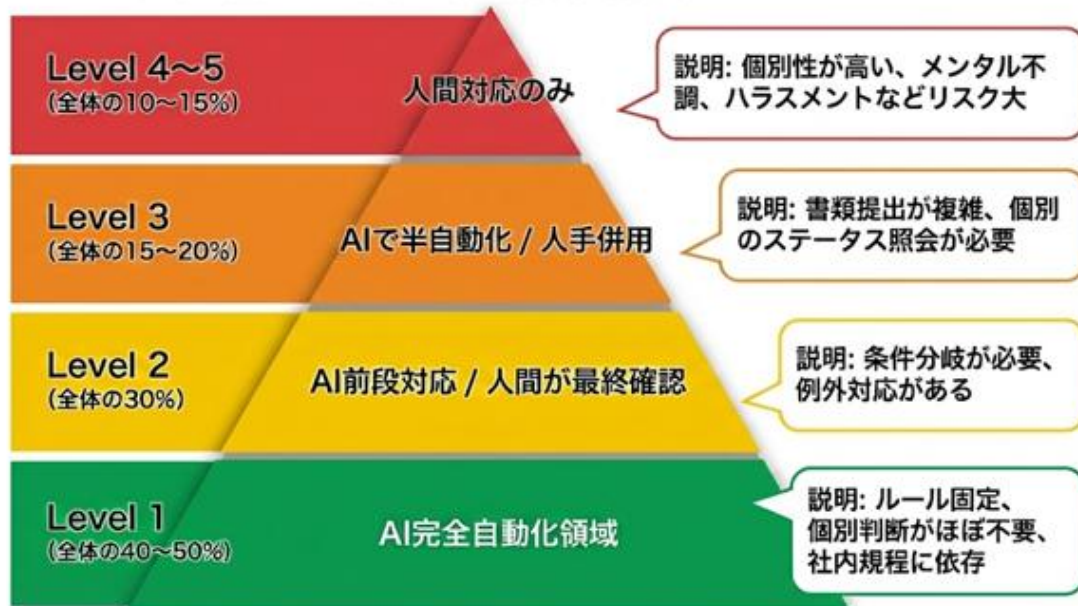 Level 4〜5
(全体の10〜15%)
人間対応のみ
説明: 個別性が高い、メンタル不
調、ハラスメントなどリスク大
Level 3
(全体の15〜20%)
AIで半自動化 / 人手併用
説明: 書類提出が複雑、個別
のステータス照会が必要
Level 2
(全体の30%)
AI前段対応 / 人間が最終確認
説明: 条件分岐が必要、
例外対応がある
Level 1
(全体の40〜50%)
AI完全自動化領域
説明: ルール固定、
個別判断がほぼ不要、
社内規程に依存